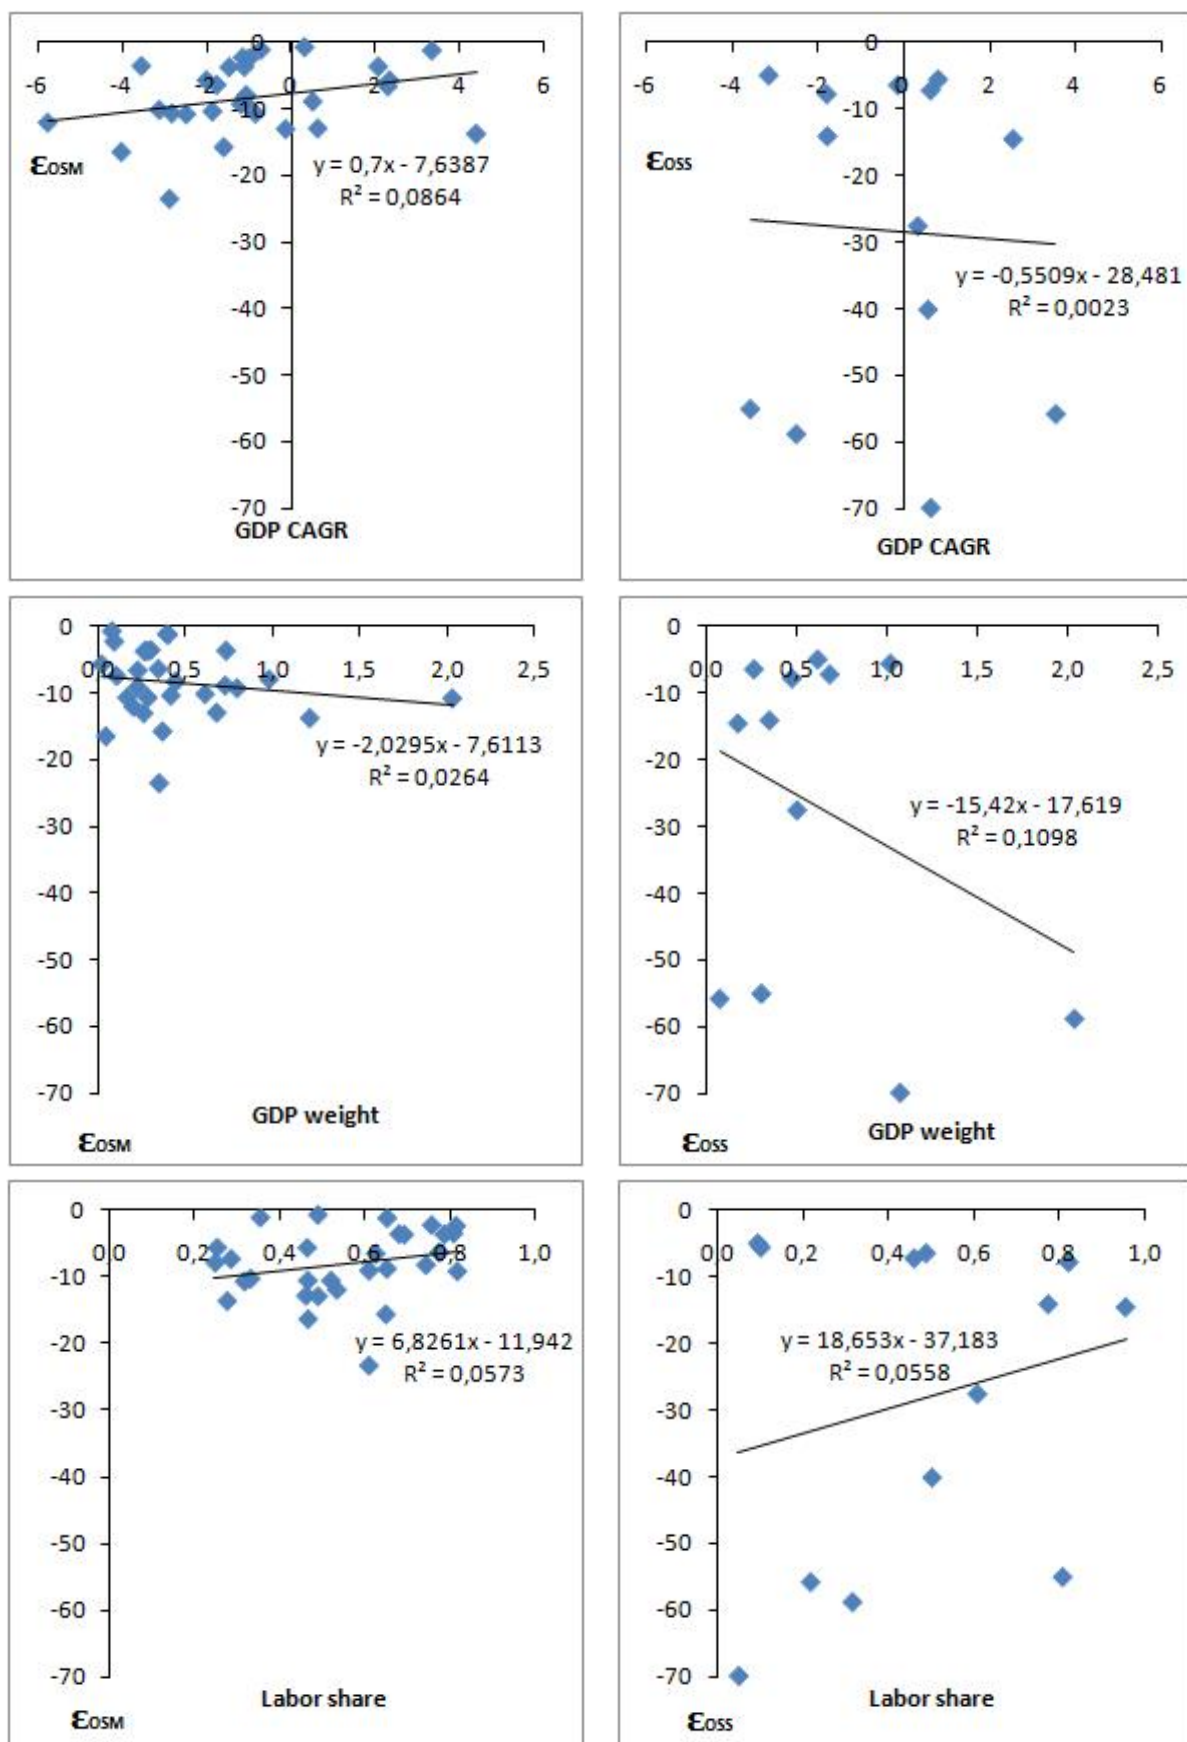 -6 -4 -2 0 2 4 6
0
-10
-20
-30
-40
-50
-60
-70
εOSM
y = 0,7x - 7,6387
R² = 0,0864
GDP CAGR
-6 -4 -2 0 2 4 6
0
-10
-20
-30
-40
-50
-60
-70
εOSS
y = -0,5509x - 28,481
R² = 0,0023
GDP CAGR
0
-10
-20
-30
-40
-50
-60
-70
0,0 0,5 1,0 1,5 2,0 2,5
y = -2,0295x - 7,6113
R² = 0,0264
GDP weight
εOSM
0
-10
-20
-30
-40
-50
-60
-70
0,0 0,5 1,0 1,5 2,0 2,5
y = -15,42x - 17,619
R² = 0,1098
GDP weight
εOSS
0
-10
-20
-30
-40
-50
-60
-70
0,0 0,2 0,4 0,6 0,8 1,0
y = 6,8261x - 11,942
R² = 0,0573
Labor share
εOSM
0
-10
-20
-30
-40
-50
-60
-70
0,0 0,2 0,4 0,6 0,8 1,0
y = 18,653x - 37,183
R² = 0,0558
Labor share
εOSS